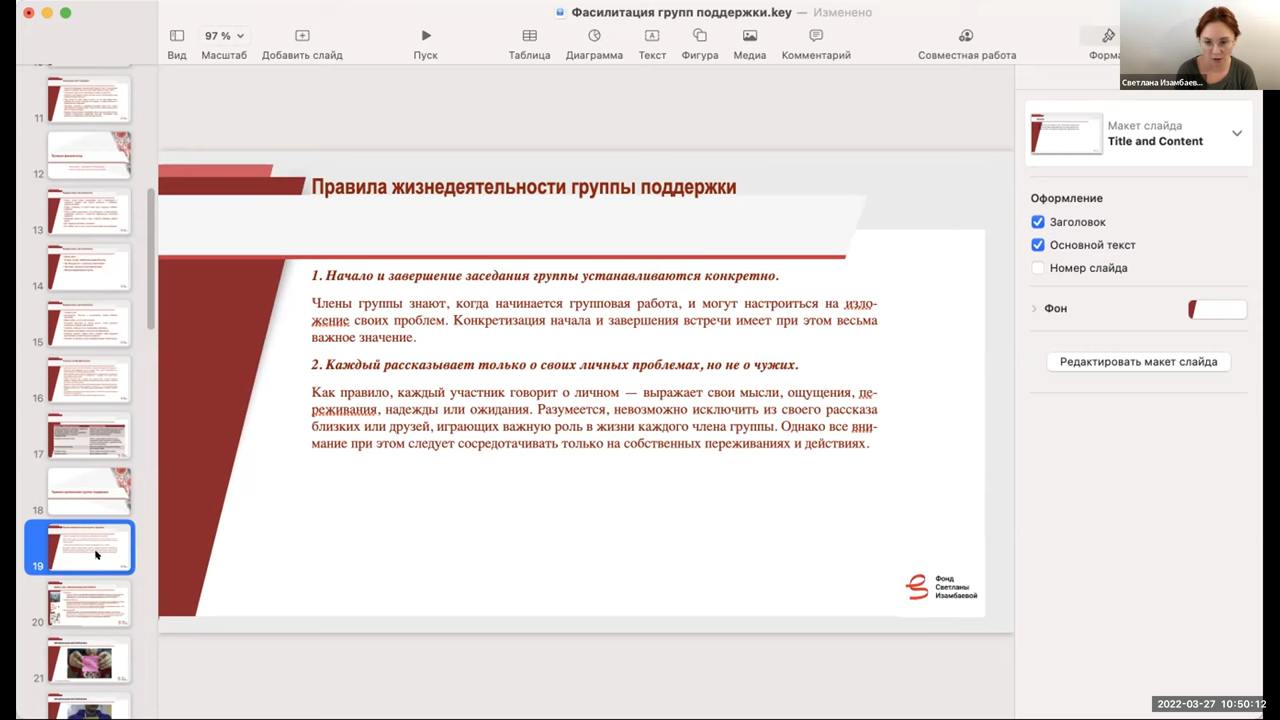 Фасилитация групп поддержки.key — Изменено
97 %
Вид
Масштаб
Добавить слайд
Пуск
Таблица
Диаграмма
Текст
Фигура
Медиа
Комментарий
Совместная работа
Форма
Светлана Изамбаев...
11
12
13
14
15
16
17
18
19
20
21
Правила жизнедеятельности группы поддержки
1. Начало и завершение заседания группы устанавливаются конкретно.
Члены группы знают, когда начинается групповая работа, и могут настроиться на изло-
жение своих проблем. Конкретность начала и завершения встречи имеет при этом весьма
важное значение.
2. Каждый рассказывает только о своих личных проблемах, но не о чужих.
Как правило, каждый участник говорит о личном — выражает свои мысли, ощущения, пе-
реживания, надежды или ожидания. Разумеется, невозможно исключить из своего рассказа
близких или друзей, играющих важную роль в жизни каждого члена группы. Однако все вни-
мание при этом следует сосредоточить только на собственных переживаниях и действиях.
Фонд
Светланы
Изамбаевой
Макет слайда
Title and Content
Оформление
Заголовок
Основной текст
Номер слайда
Фон
Редактировать макет слайда
2022-03-27 10:50:12